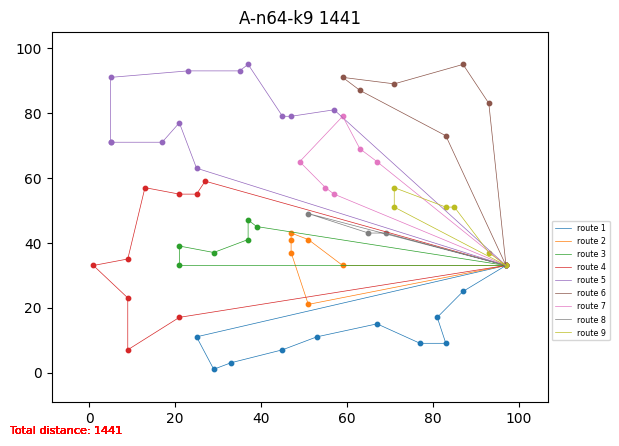 A-n64-k9 1441
100
80
60
40
20
0
0 20 40 60 80 100
route 1
route 2
route 3
route 4
route 5
route 6
route 7
route 8
route 9
Total distance: 1441